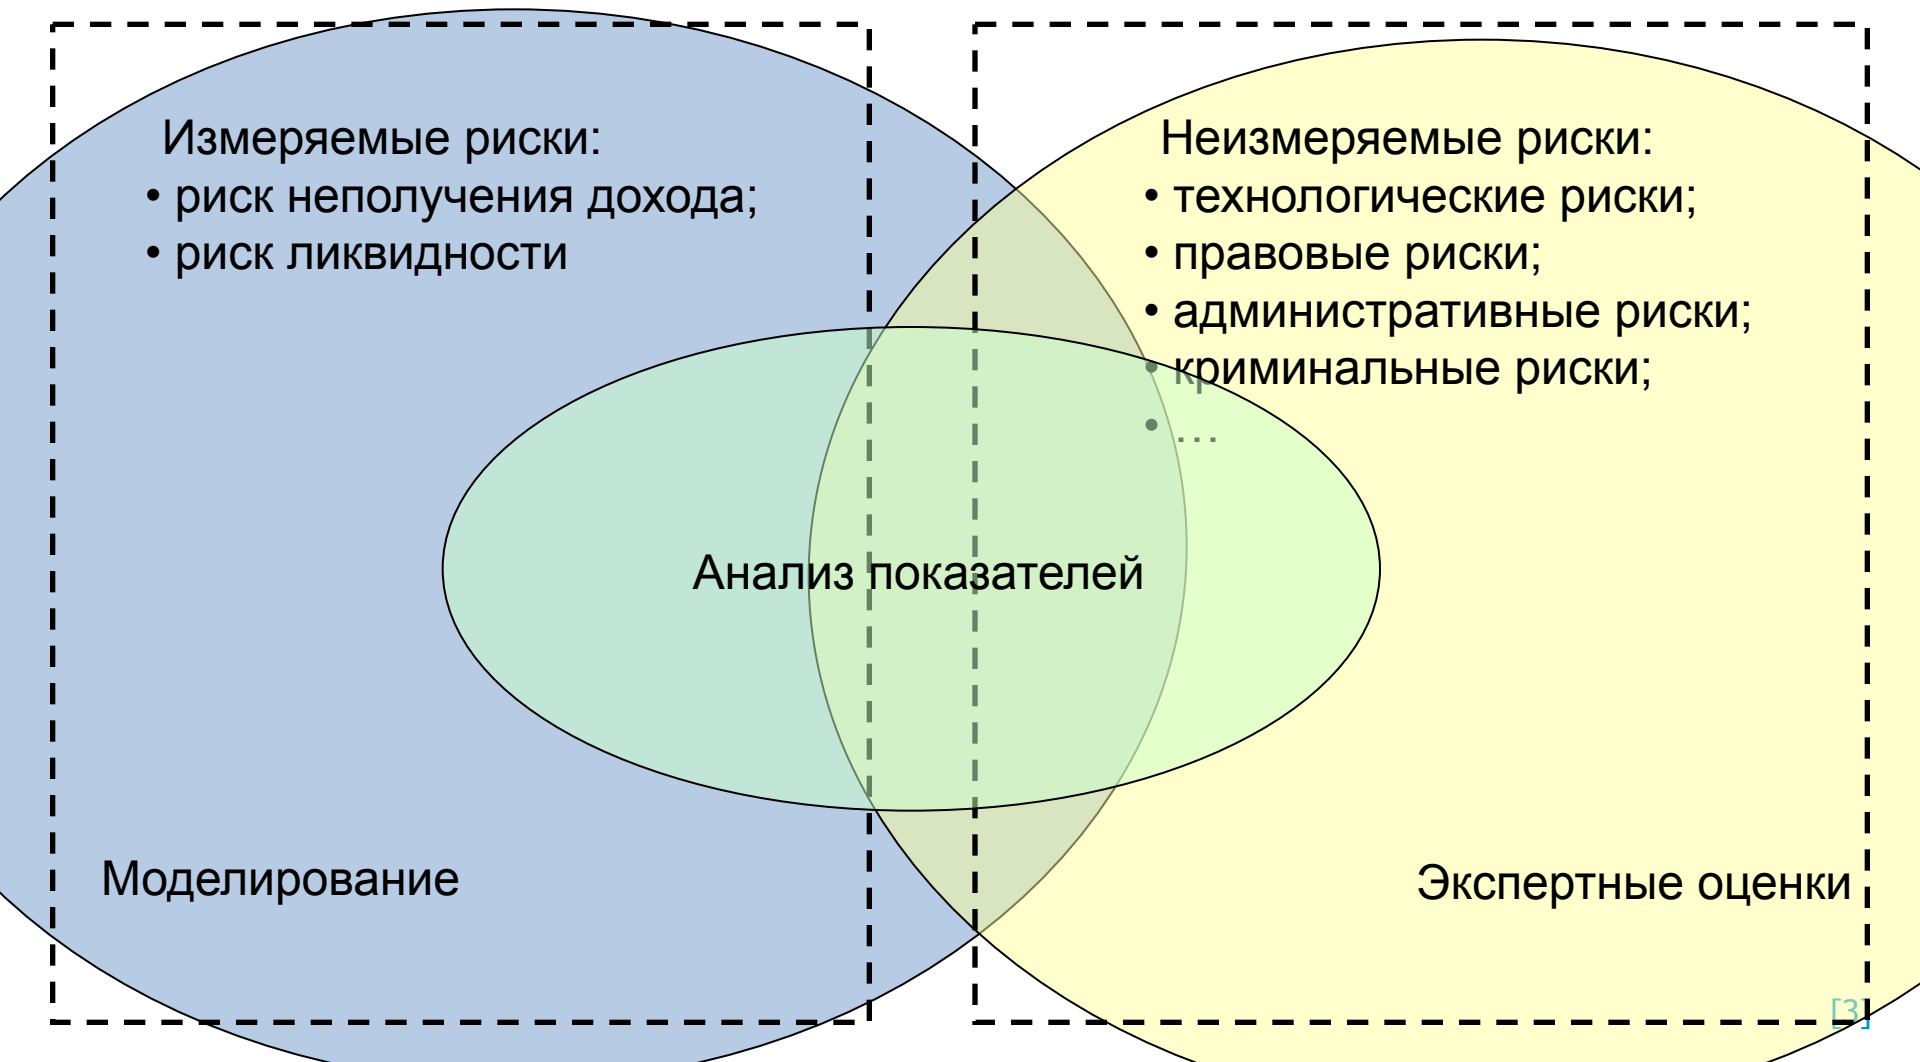 Измеряемые риски:
• риск неполучения дохода;
• риск ликвидности
Неизмеряемые риски:
• технологические риски;
• правовые риски;
• административные риски;
• криминальные риски;
• …
Анализ показателей
Моделирование
Экспертные оценки
[3]